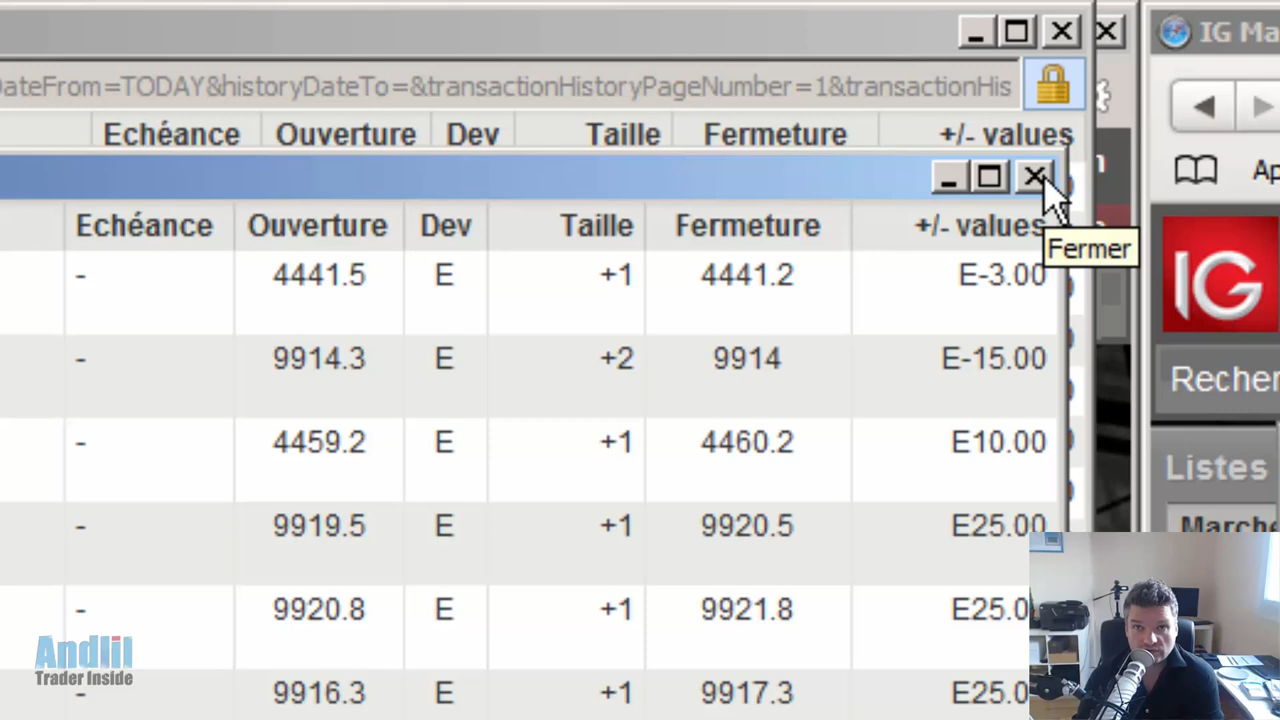 IG Ma
DateFrom=TODAY&historyDateTo=&transactionHistoryPageNumber=1&transactionHis
Echéance Ouverture Dev Taille Fermeture +/- values
Ap
Echéance Ouverture Dev Taille Fermeture +/- values
Fermer
- 4441.5 E +1 4441.2 E-3.00
IG
- 9914.3 E +2 9914 E-15.00
Recher
- 4459.2 E +1 4460.2 E10.00
Listes
- 9919.5 E +1 9920.5 E25.00
Marché
- 9920.8 E +1 9921.8 E25.0
Andlil
Trader Inside
- 9916.3 E +1 9917.3 E25.0